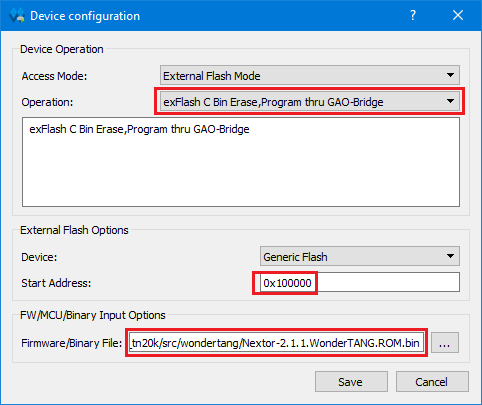 Device configuration
Device Operation
Access Mode: External Flash Mode
Operation: exFlash C Bin Erase,Program thru GAO-Bridge
exFlash C Bin Erase,Program thru GAO-Bridge
External Flash Options
Device: Generic Flash
Start Address: 0x100000
FW/MCU/Binary Input Options
Firmware/Binary File: _tn20k/src/wondertang/Nextor-2.1.1.WonderTANG.ROM.bin ...
Save Cancel